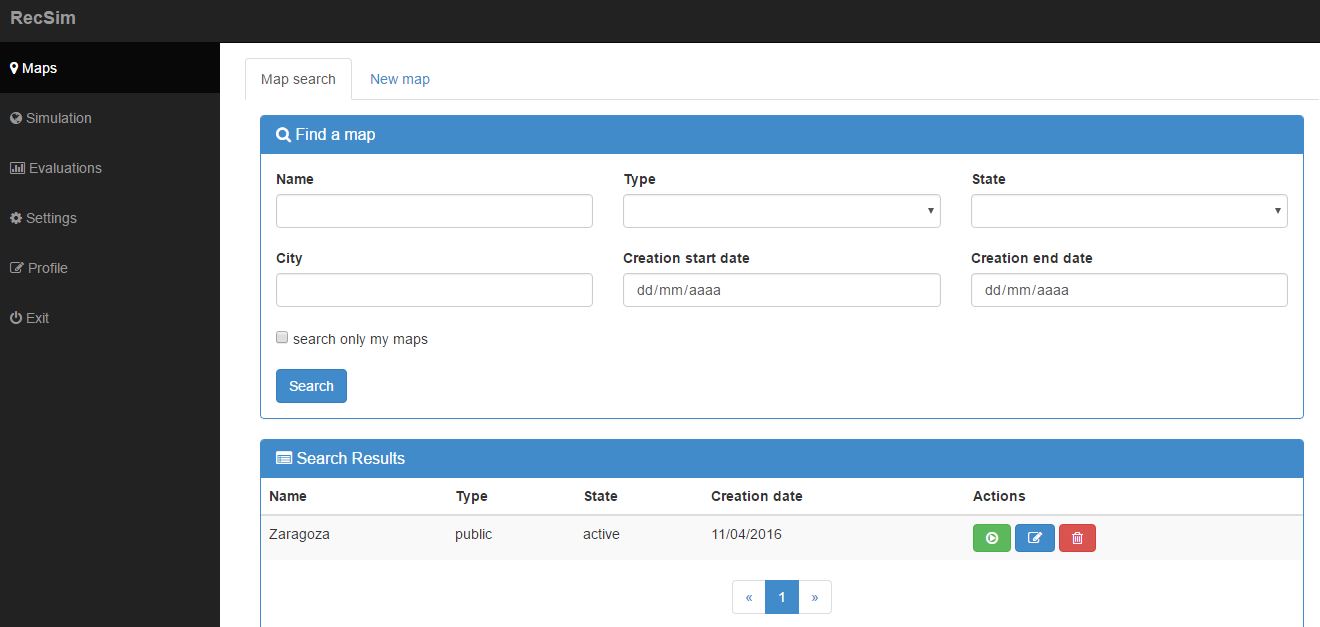 RecSim
Maps
Simulation
Evaluations
Settings
Profile
Exit
Map search New map
Find a map
Name Type State
City Creation start date Creation end date
dd/mm/aaaa dd/mm/aaaa
search only my maps
Search
Search Results
Name Type State Creation date Actions
Zaragoza public active 11/04/2016
« 1 »